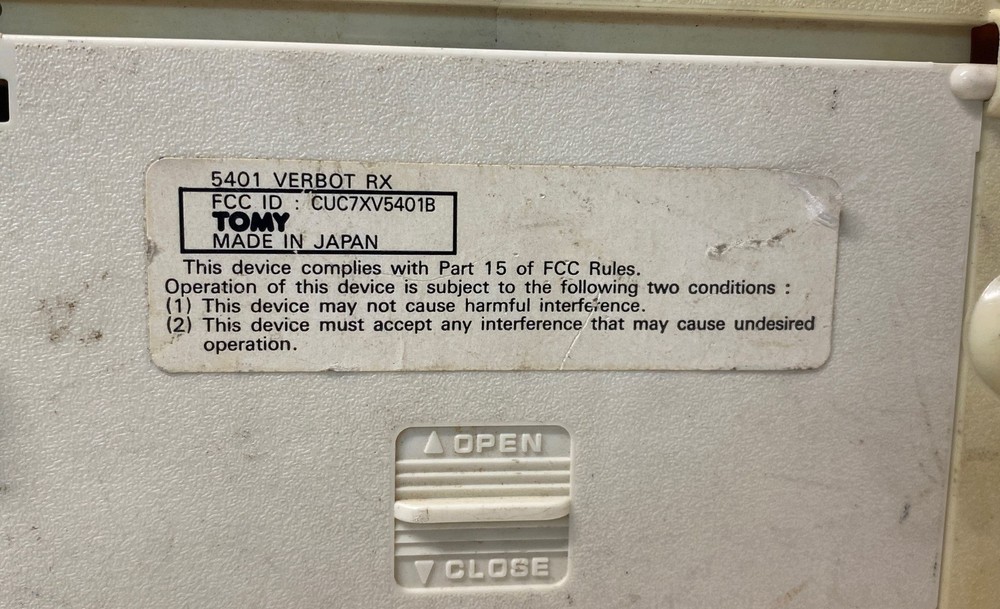 5401 VERBOT RX
FCC ID : CUC7XV5401B
TOMY
MADE IN JAPAN
This device complies with Part 15 of FCC Rules.
Operation of this device is subject to the following two conditions :
(1) This device may not cause harmful interference.
(2) This device must accept any interference that may cause undesired
operation.
▲ OPEN
▼ CLOSE